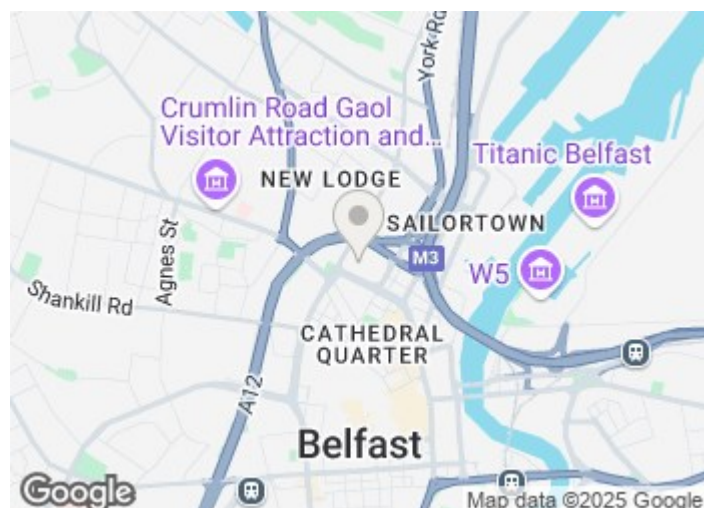 York Rd
Crumlin Road Gaol
Visitor Attraction and...
Titanic Belfast
NEW LODGE
Agnes St
SAILORTOWN
M3
W5
Shankill Rd
CATHEDRAL
QUARTER
A12
Belfast
Google
Map data ©2025 Google